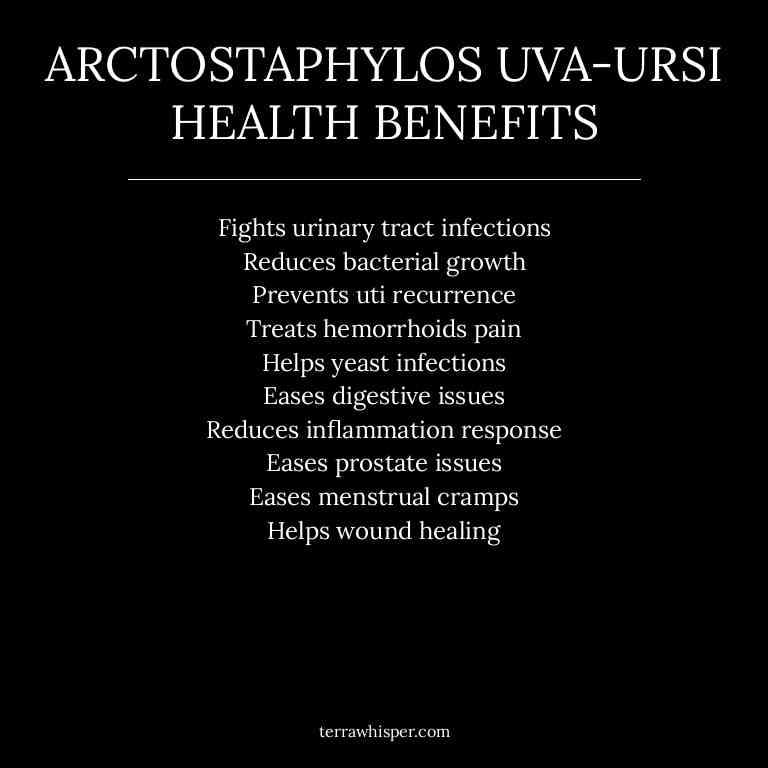 ARCTOSTAPHYLOS UVA-URSI
HEALTH BENEFITS
Fights urinary tract infections
Reduces bacterial growth
Prevents uti recurrence
Treats hemorrhoids pain
Helps yeast infections
Eases digestive issues
Reduces inflammation response
Eases prostate issues
Eases menstrual cramps
Helps wound healing
terrawhisper.com